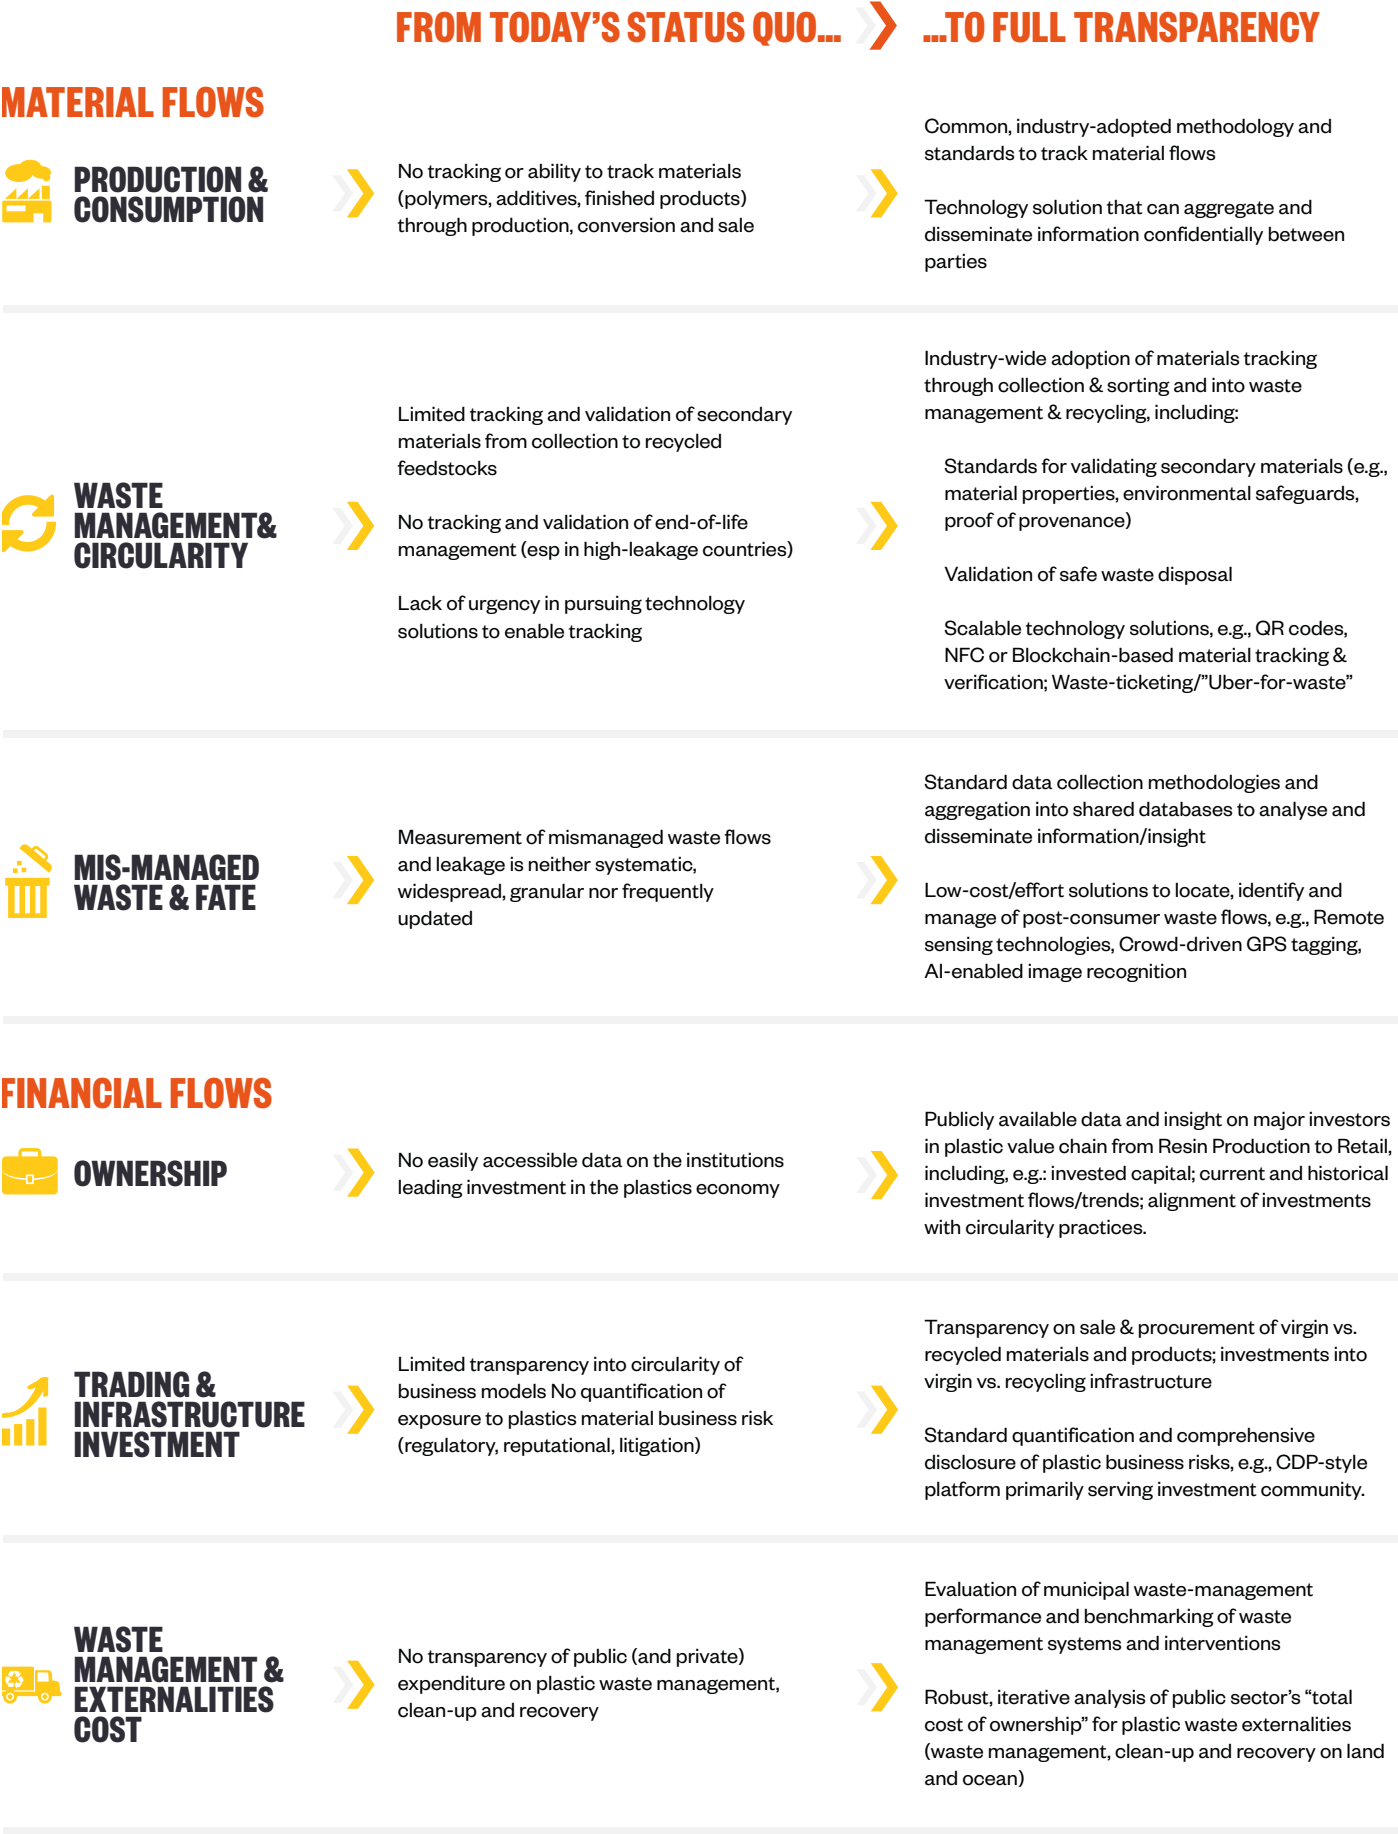 FROM TODAY’S STATUS QUO...
...TO FULL TRANSPARENCY
MATERIAL FLOWS
PRODUCTION &
CONSUMPTION
No tracking or ability to track materials
(polymers, additives, finished products)
through production, conversion and sale
Common, industry-adopted methodology and
standards to track material flows
Technology solution that can aggregate and
disseminate information confidentially between
parties
WASTE
MANAGEMENT&
CIRCULARITY
Limited tracking and validation of secondary
materials from collection to recycled
feedstocks
No tracking and validation of end-of-life
management (esp in high-leakage countries)
Lack of urgency in pursuing technology
solutions to enable tracking
Industry-wide adoption of materials tracking
through collection & sorting and into waste
management & recycling, including:
Standards for validating secondary materials (e.g.,
material properties, environmental safeguards,
proof of provenance)
Validation of safe waste disposal
Scalable technology solutions, e.g., QR codes,
NFC or Blockchain-based material tracking &
verification; Waste-ticketing/”Uber-for-waste”
MIS-MANAGED
WASTE & FATE
Measurement of mismanaged waste flows
and leakage is neither systematic,
widespread, granular nor frequently
updated
Standard data collection methodologies and
aggregation into shared databases to analyse and
disseminate information/insight
Low-cost/effort solutions to locate, identify and
manage of post-consumer waste flows, e.g., Remote
sensing technologies, Crowd-driven GPS tagging,
AI-enabled image recognition
FINANCIAL FLOWS
OWNERSHIP
No easily accessible data on the institutions
leading investment in the plastics economy
Publicly available data and insight on major investors
in plastic value chain from Resin Production to Retail,
including, e.g.: invested capital; current and historical
investment flows/trends; alignment of investments
with circularity practices.
TRADING &
INFRASTRUCTURE
INVESTMENT
Limited transparency into circularity of
business models No quantification of
exposure to plastics material business risk
(regulatory, reputational, litigation)
Transparency on sale & procurement of virgin vs.
recycled materials and products; investments into
virgin vs. recycling infrastructure
Standard quantification and comprehensive
disclosure of plastic business risks, e.g., CDP-style
platform primarily serving investment community.
WASTE
MANAGEMENT &
EXTERNALITIES
COST
No transparency of public (and private)
expenditure on plastic waste management,
clean-up and recovery
Evaluation of municipal waste-management
performance and benchmarking of waste
management systems and interventions
Robust, iterative analysis of public sector’s “total
cost of ownership” for plastic waste externalities
(waste management, clean-up and recovery on land
and ocean)